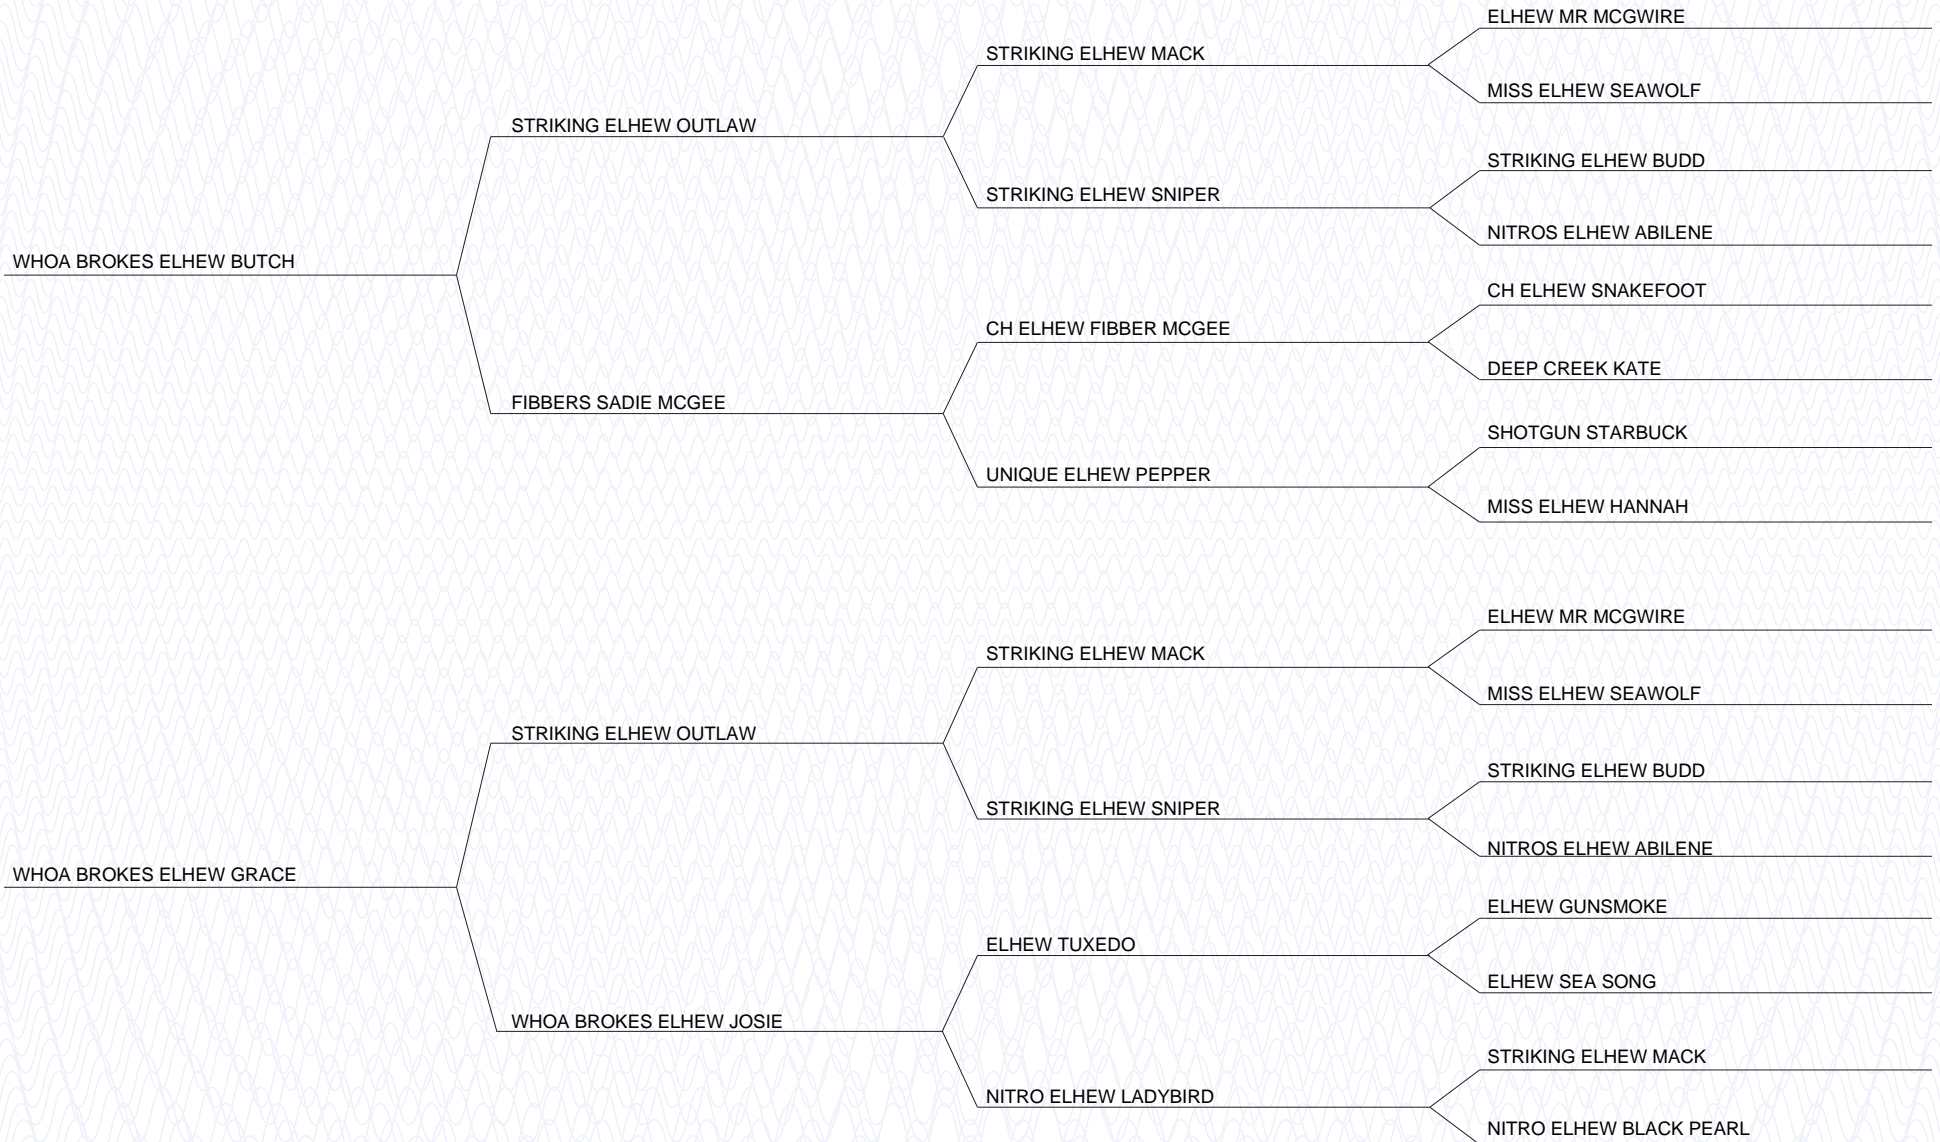 ELHEW MR MCGWIRE
STRIKING ELHEW MACK
MISS ELHEW SEAWOLF
STRIKING ELHEW OUTLAW
STRIKING ELHEW BUDD
STRIKING ELHEW SNIPER
NITROS ELHEW ABILENE
WHOA BROKES ELHEW BUTCH
CH ELHEW SNAKEFOOT
CH ELHEW FIBBER MCGEE
DEEP CREEK KATE
FIBBERS SADIE MCGEE
SHOTGUN STARBUCK
UNIQUE ELHEW PEPPER
MISS ELHEW HANNAH
ELHEW MR MCGWIRE
STRIKING ELHEW MACK
MISS ELHEW SEAWOLF
STRIKING ELHEW OUTLAW
STRIKING ELHEW BUDD
STRIKING ELHEW SNIPER
NITROS ELHEW ABILENE
WHOA BROKES ELHEW GRACE
ELHEW GUNSMOKE
ELHEW TUXEDO
ELHEW SEA SONG
WHOA BROKES ELHEW JOSIE
STRIKING ELHEW MACK
NITRO ELHEW LADYBIRD
NITRO ELHEW BLACK PEARL